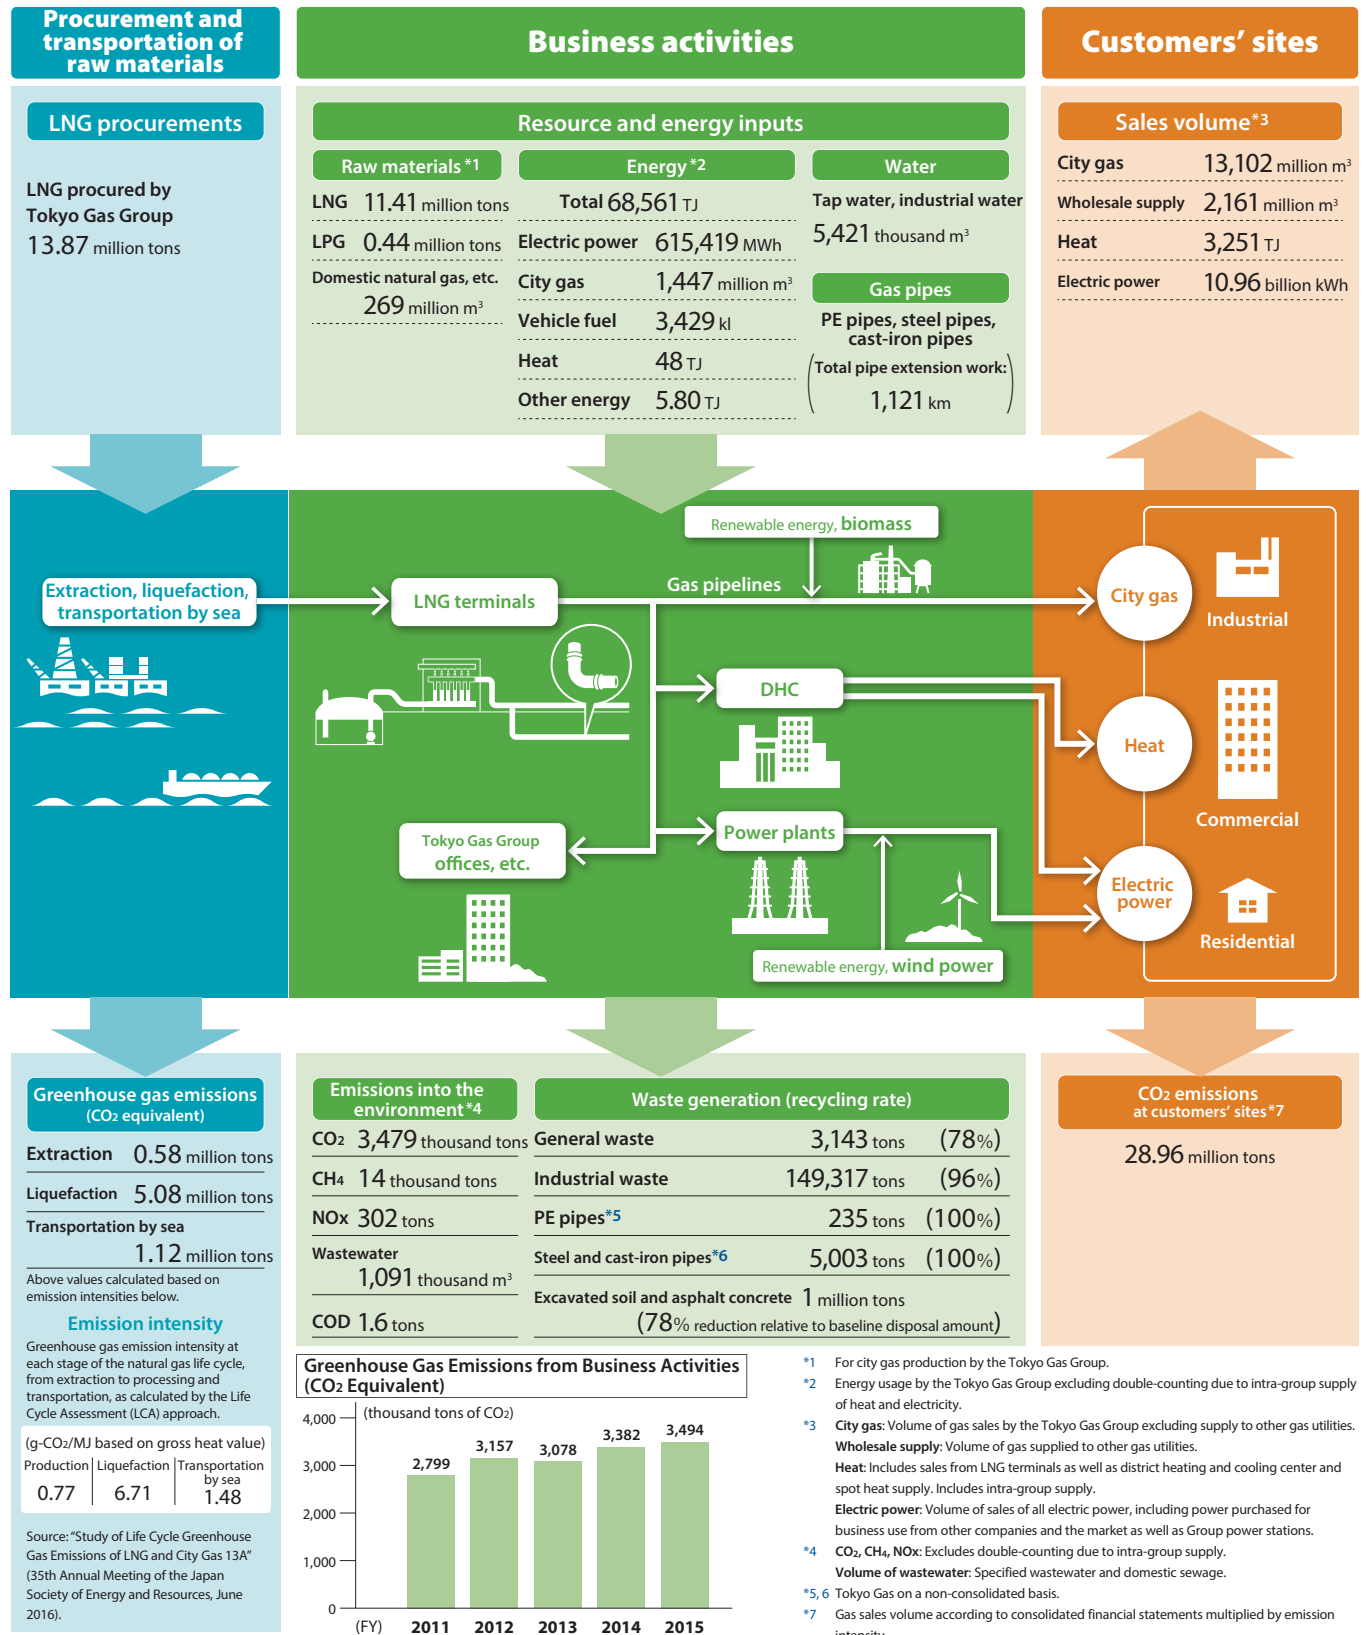 Procurement and
transportation of
raw materials
Business activities
Customers' sites
LNG procurements
LNG procured by
Tokyo Gas Group
13.87 million tons
Resource and energy inputs
Raw materials *1
LNG 11.41 million tons
LPG 0.44 million tons
Domestic natural gas, etc.
269 million m³
Energy *2
Total 68,561 TJ
Electric power 615,419 MWh
City gas 1,447 million m³
Vehicle fuel 3,429 kl
Heat 48 TJ
Other energy 5.80 TJ
Water
Tap water, industrial water
5,421 thousand m³
Gas pipes
PE pipes, steel pipes,
cast-iron pipes
(Total pipe extension work:
1,121 km)
Sales volume*3
City gas 13,102 million m³
Wholesale supply 2,161 million m³
Heat 3,251 TJ
Electric power 10.96 billion kWh
Extraction, liquefaction,
transportation by sea
LNG terminals
Renewable energy, biomass
Gas pipelines
DHC
Tokyo Gas Group
offices, etc.
Power plants
Renewable energy, wind power
City gas
Heat
Electric
power
Industrial
Commercial
Residential
Greenhouse gas emissions
(CO2 equivalent)
Extraction 0.58 million tons
Liquefaction 5.08 million tons
Transportation by sea
1.12 million tons
Above values calculated based on
emission intensities below.
Emission intensity
Greenhouse gas emission intensity at
each stage of the natural gas life cycle,
from extraction to processing and
transportation, as calculated by the Life
Cycle Assessment (LCA) approach.
(g-CO2/MJ based on gross heat value)
Production Liquefaction Transportation
by sea
0.77 6.71 1.48
Source: "Study of Life Cycle Greenhouse
Gas Emissions of LNG and City Gas 13A"
(35th Annual Meeting of the Japan
Society of Energy and Resources, June
2016).
Emissions into the
environment*4
CO2 3,479 thousand tons
CH4 14 thousand tons
NOx 302 tons
Wastewater
1,091 thousand m³
COD 1.6 tons
Waste generation (recycling rate)
General waste 3,143 tons (78%)
Industrial waste 149,317 tons (96%)
PE pipes*5 235 tons (100%)
Steel and cast-iron pipes*6 5,003 tons (100%)
Excavated soil and asphalt concrete 1 million tons
(78% reduction relative to baseline disposal amount)
CO2 emissions
at customers' sites*7
28.96 million tons
Greenhouse Gas Emissions from Business Activities
(CO2 Equivalent)
(thousand tons of CO2)
4,000
3,000
2,000
1,000
0
2,799
3,157
3,078
3,382
3,494
(FY) 2011 2012 2013 2014 2015
*1 For city gas production by the Tokyo Gas Group.
*2 Energy usage by the Tokyo Gas Group excluding double-counting due to intra-group supply
of heat and electricity.
*3 City gas: Volume of gas sales by the Tokyo Gas Group excluding supply to other gas utilities.
Wholesale supply: Volume of gas supplied to other gas utilities.
Heat: Includes sales from LNG terminals as well as district heating and cooling center and
spot heat supply. Includes intra-group supply.
Electric power: Volume of sales of all electric power, including power purchased for
business use from other companies and the market as well as Group power stations.
*4 CO2, CH4, NOx: Excludes double-counting due to intra-group supply.
Volume of wastewater: Specified wastewater and domestic sewage.
*5, 6 Tokyo Gas on a non-consolidated basis.
*7 Gas sales volume according to consolidated financial statements multiplied by emission